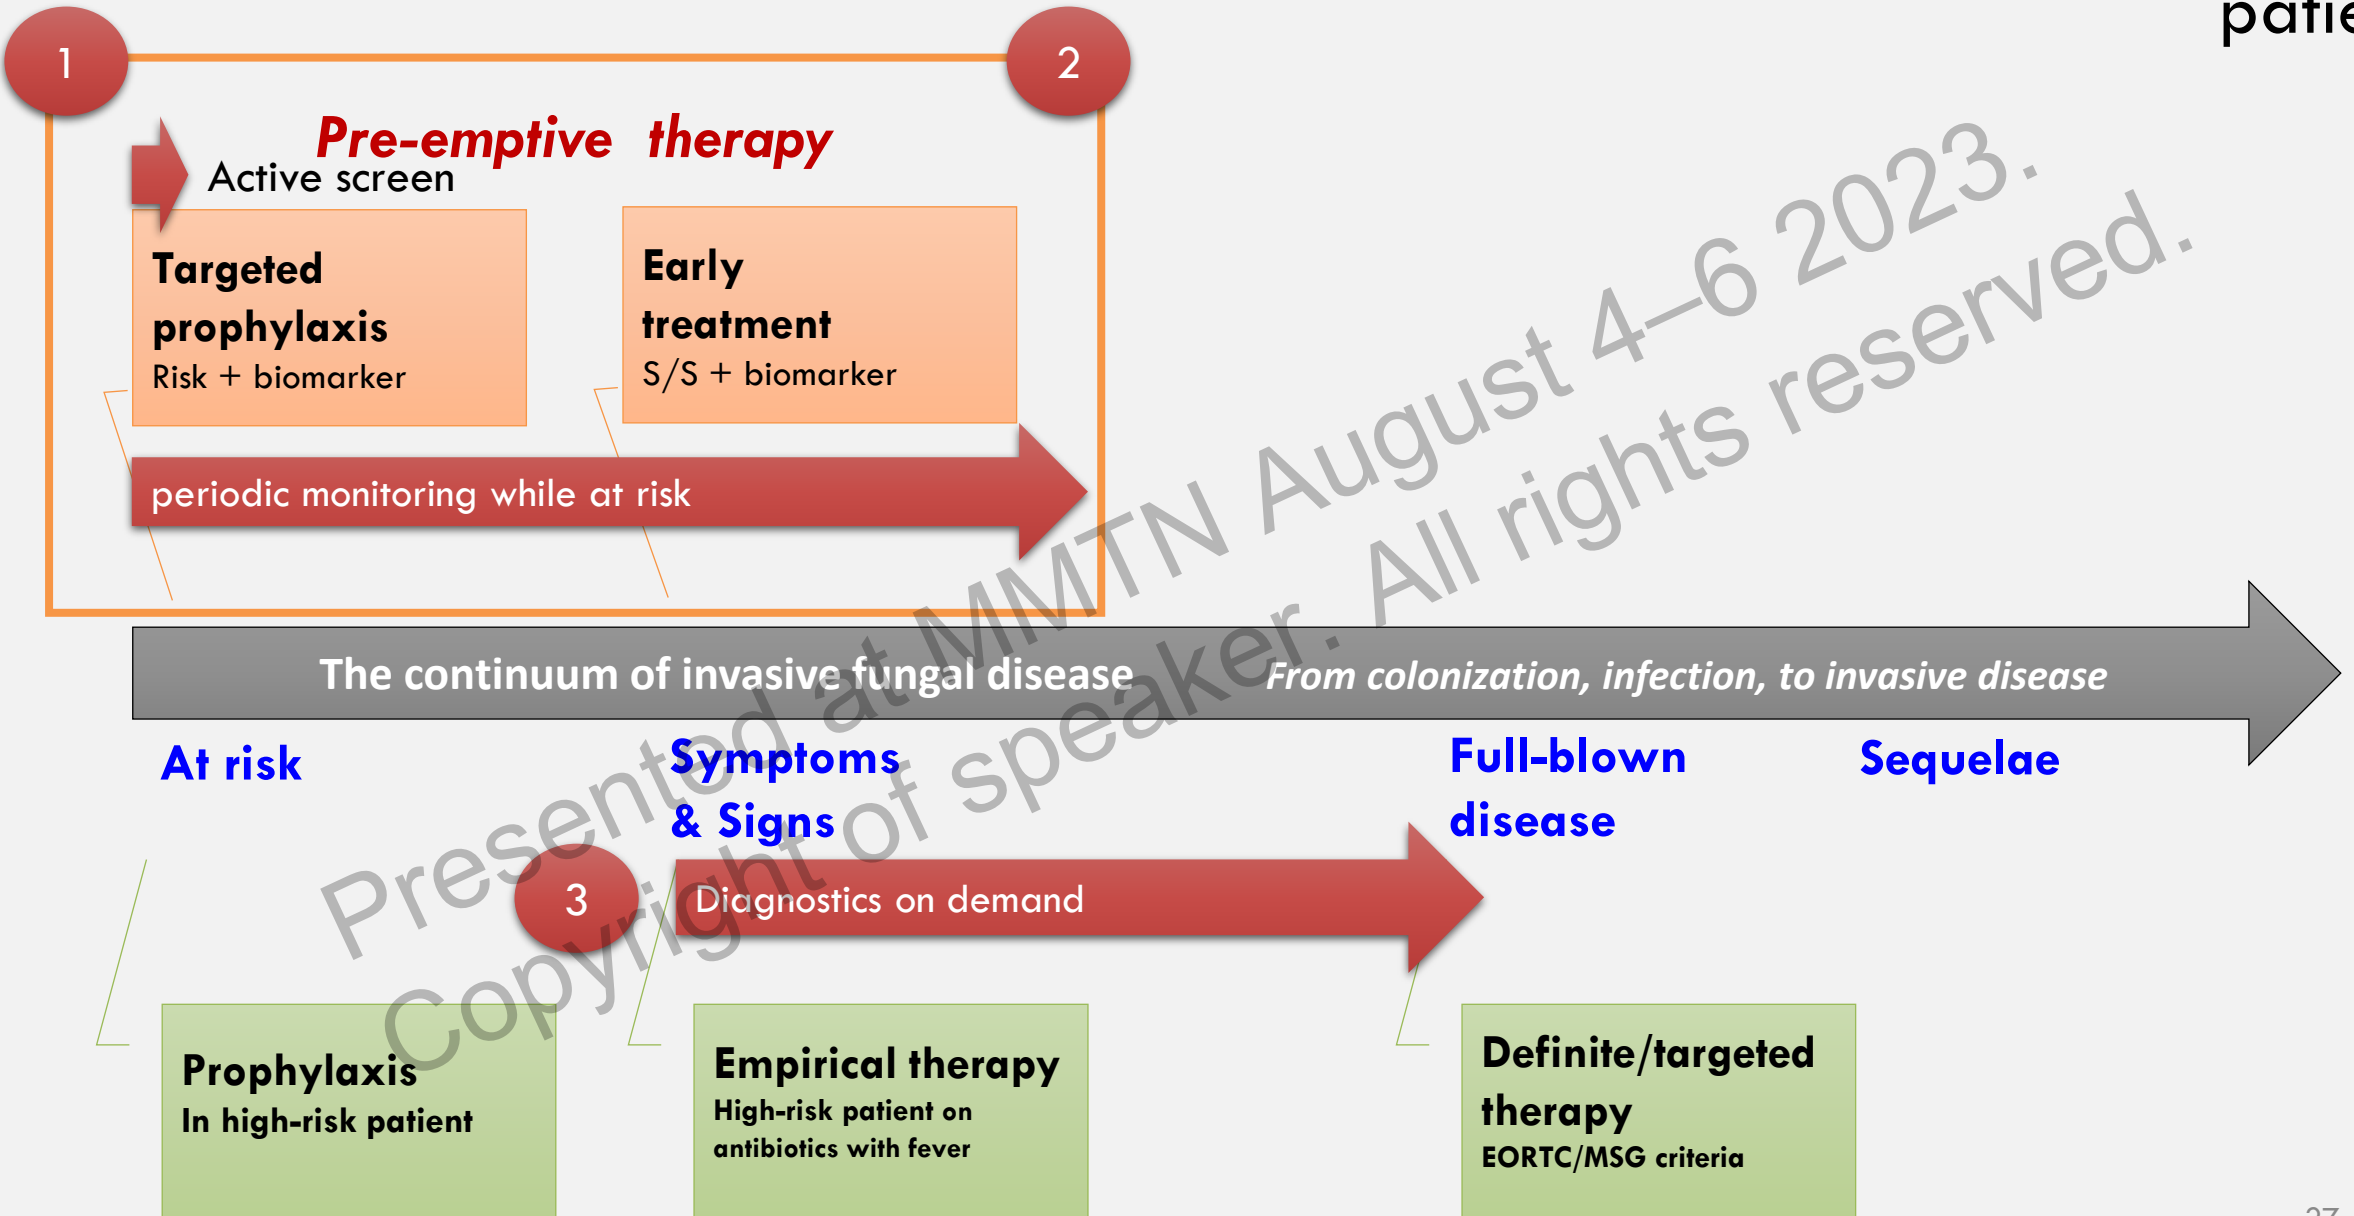 patie
1
2
Pre-emptive therapy
Active screen
Targeted
prophylaxis
Risk + biomarker
Early
treatment
S/S + biomarker
periodic monitoring while at risk
The continuum of invasive fungal disease From colonization, infection, to invasive disease
At risk
Symptoms
& Signs
Full-blown
disease
Sequelae
3
Diagnostics on demand
Prophylaxis
In high-risk patient
Empirical therapy
High-risk patient on
antibiotics with fever
Definite/targeted
therapy
EORTC/MSG criteria
Presented at MMTN August 4–6 2023.
Copyright of speaker. All rights reserved.